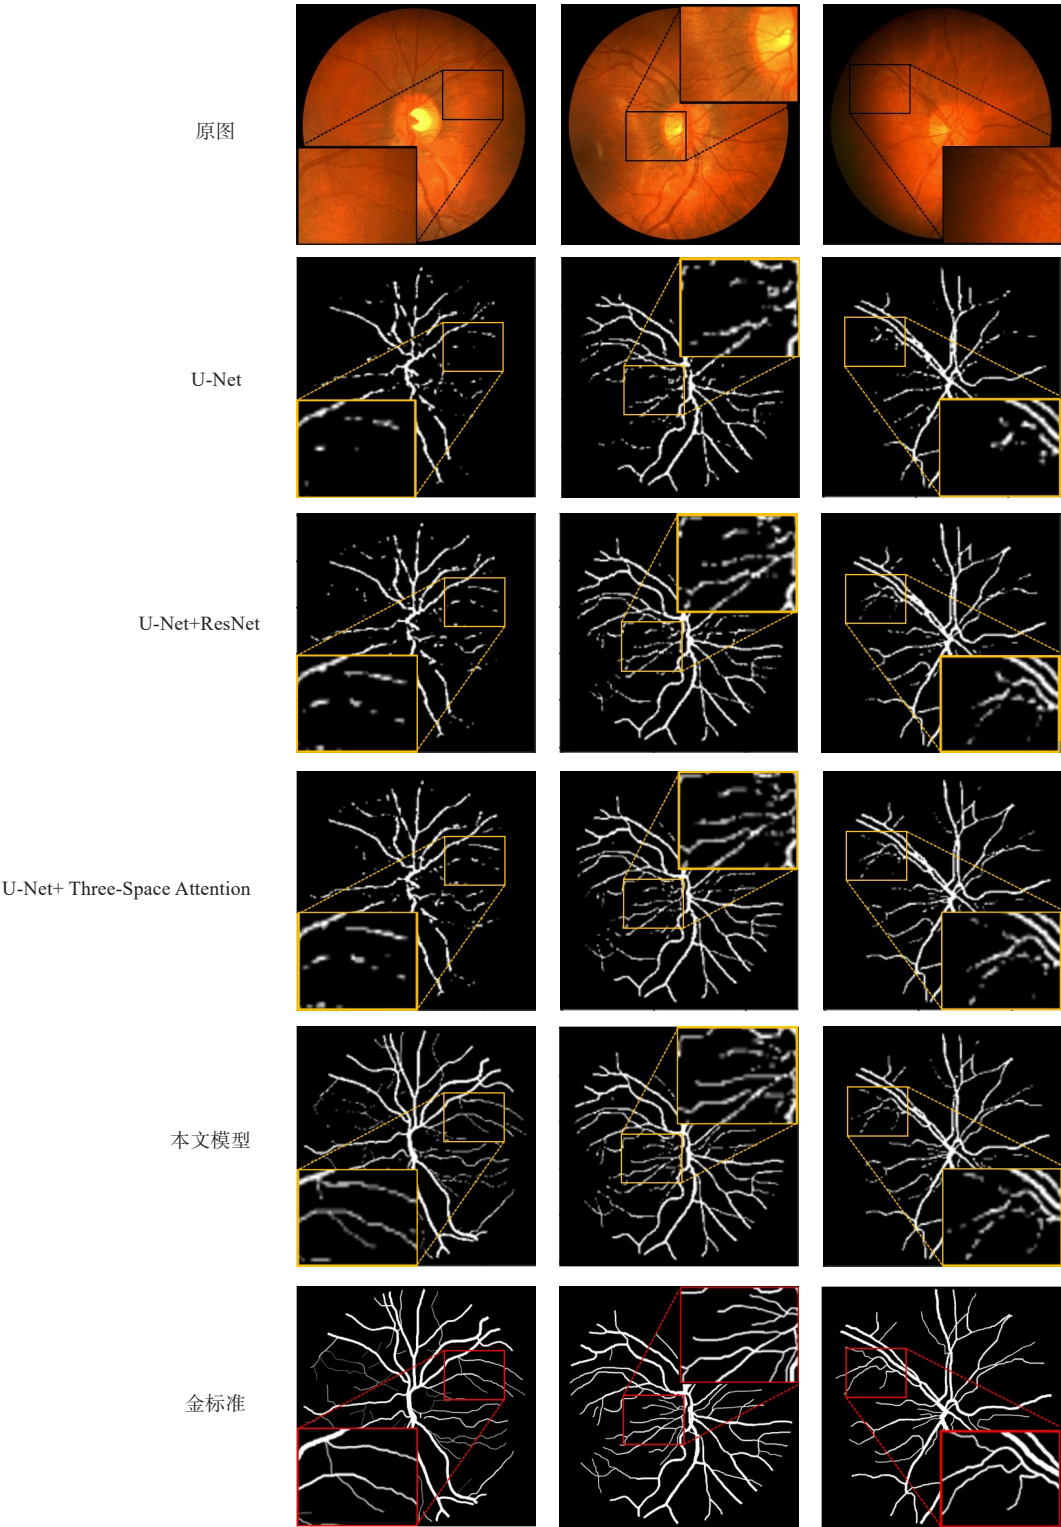 原图
U-Net
U-Net+ResNet
U-Net+ Three-Space Attention
本文模型
金标准